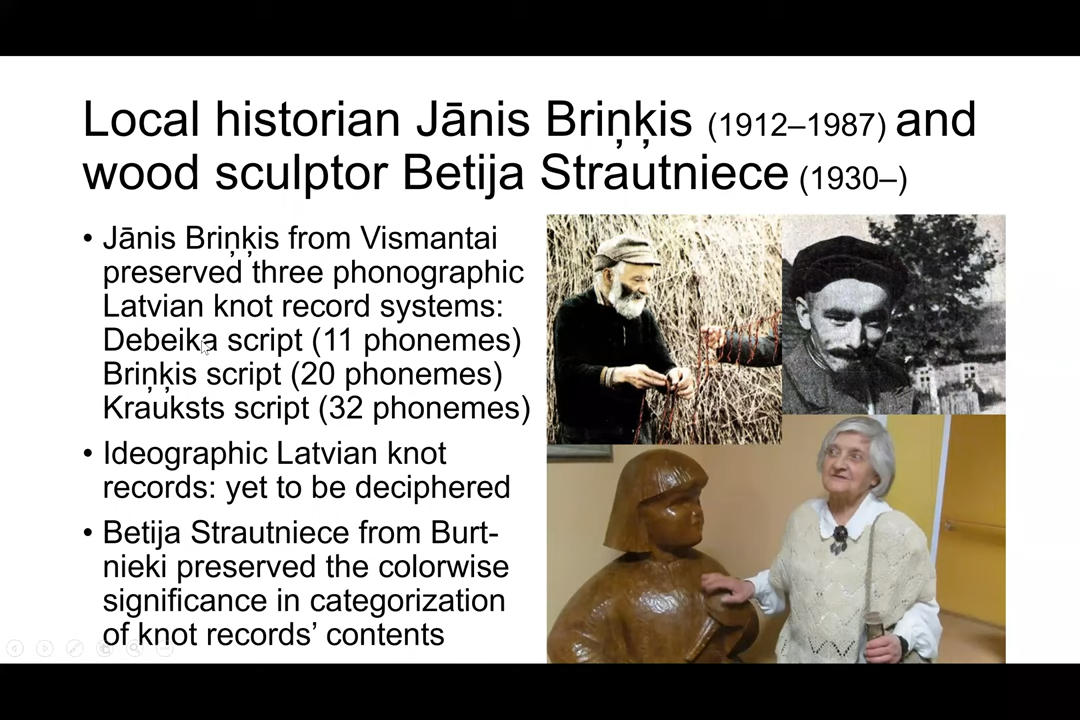 Local historian Jānis Briņķis (1912–1987) and
wood sculptor Betija Strautniece (1930–)
• Jānis Briņķis from Vismantai
preserved three phonographic
Latvian knot record systems:
Debeika script (11 phonemes)
Briņķis script (20 phonemes)
Krauksts script (32 phonemes)
• Ideographic Latvian knot
records: yet to be deciphered
• Betija Strautniece from Burt-
nieki preserved the colorwise
significance in categorization
of knot records’ contents